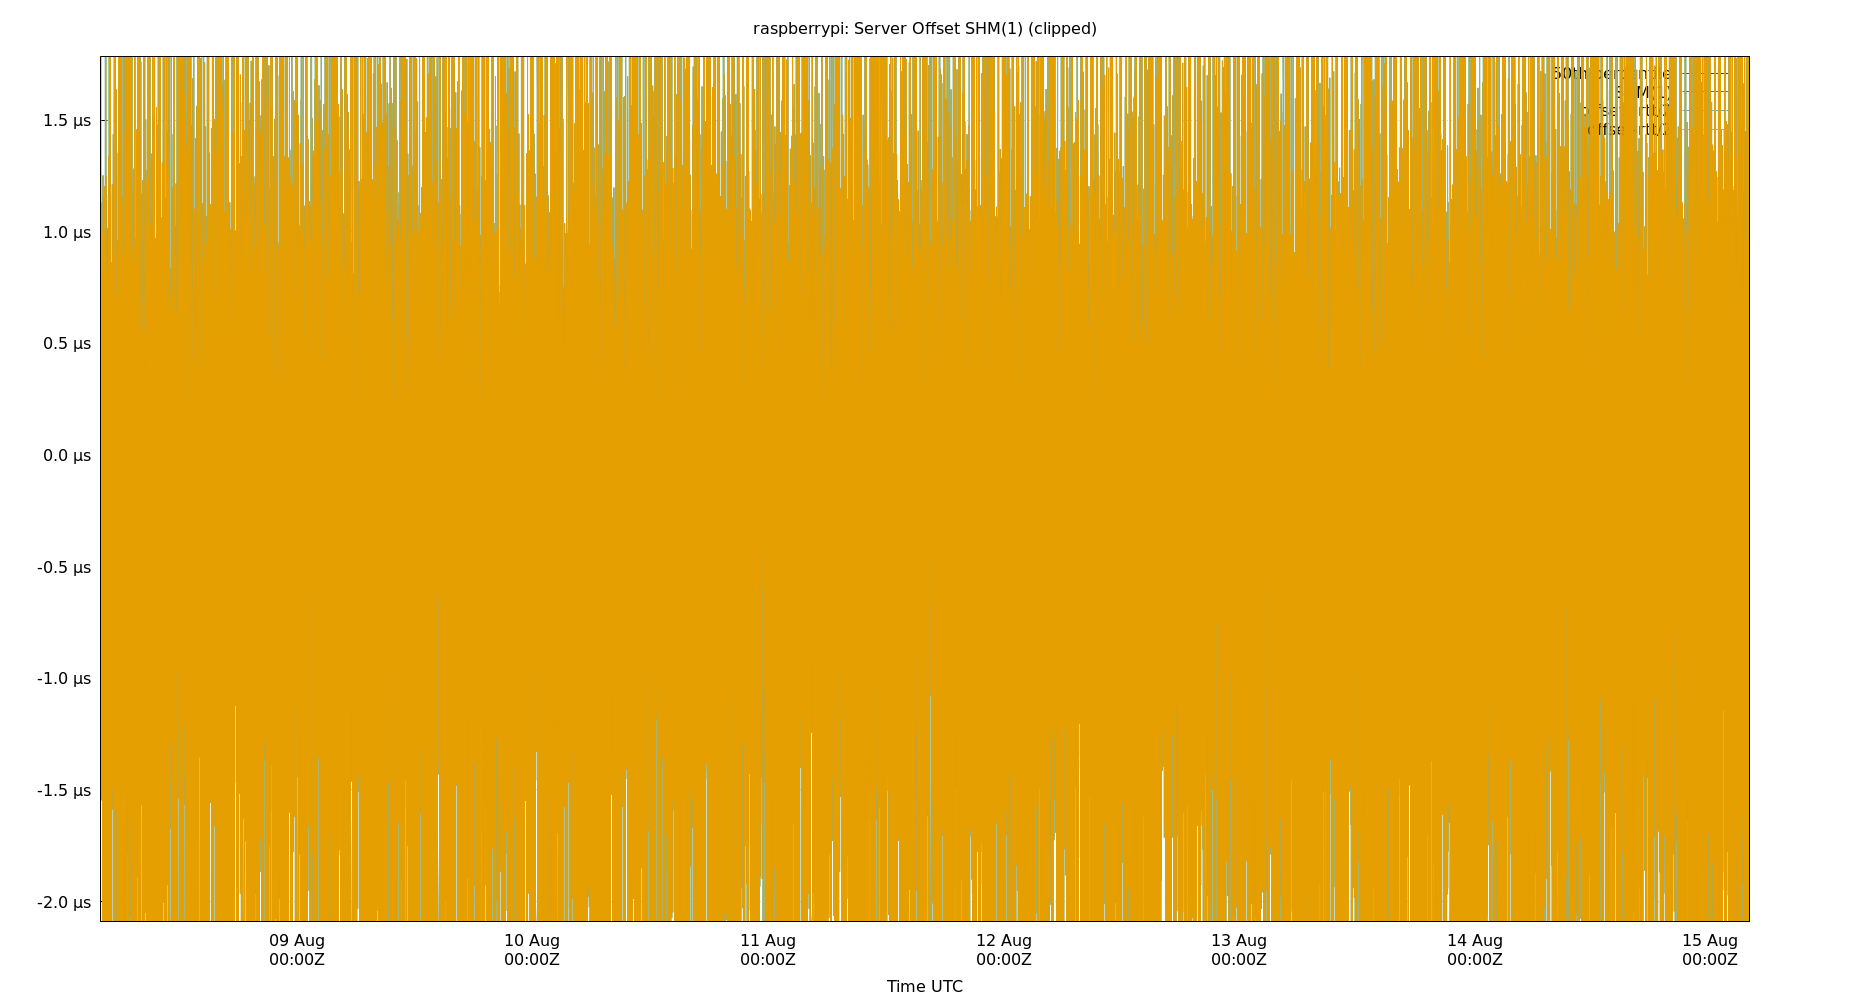 raspberrypi: Server Offset SHM(1) (clipped)
1.5 µs
1.0 µs
0.5 µs
0.0 µs
-0.5 µs
-1.0 µs
-1.5 µs
-2.0 µs
09 Aug 10 Aug 11 Aug 12 Aug 13 Aug 14 Aug 15 Aug
00:00Z 00:00Z 00:00Z 00:00Z 00:00Z 00:00Z 00:00Z
Time UTC